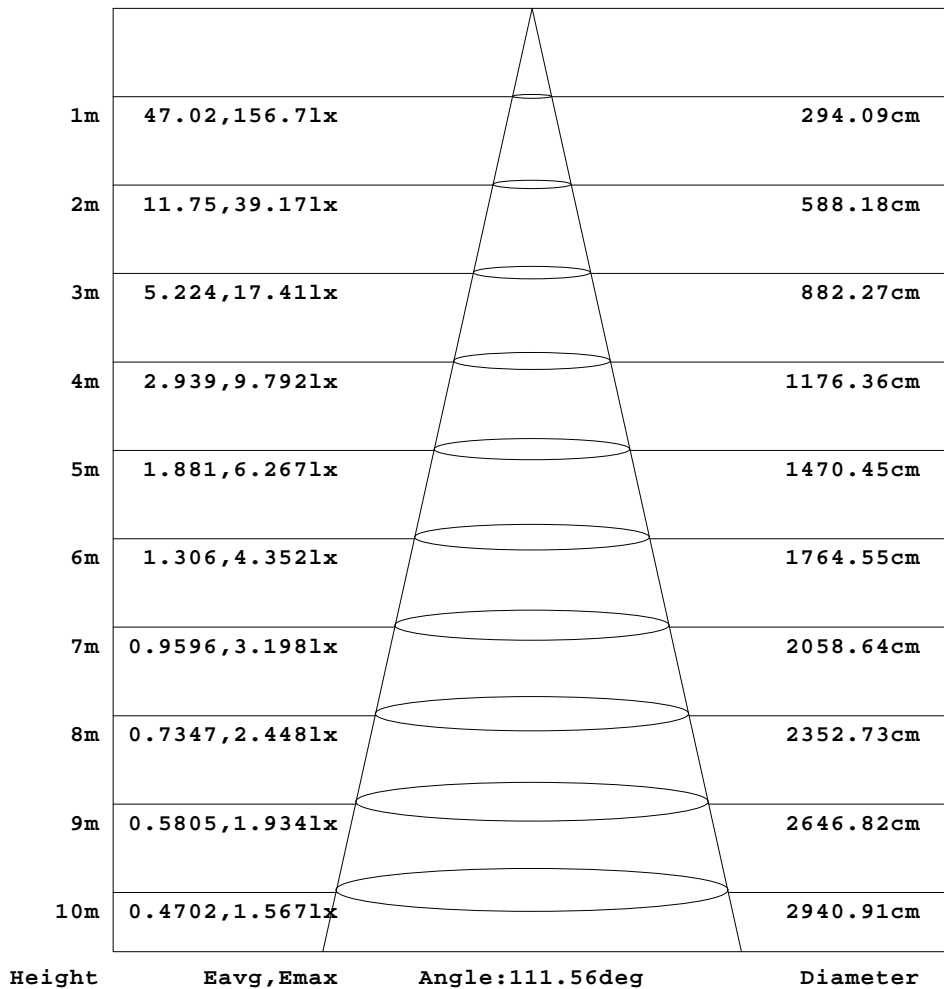 1m 47.02,156.7lx 294.09cm
2m 11.75,39.17lx 588.18cm
3m 5.224,17.41lx 882.27cm
4m 2.939,9.792lx 1176.36cm
5m 1.881,6.267lx 1470.45cm
6m 1.306,4.352lx 1764.55cm
7m 0.9596,3.198lx 2058.64cm
8m 0.7347,2.448lx 2352.73cm
9m 0.5805,1.934lx 2646.82cm
10m 0.4702,1.567lx 2940.91cm
Height Eavg,Emax Angle:111.56deg Diameter